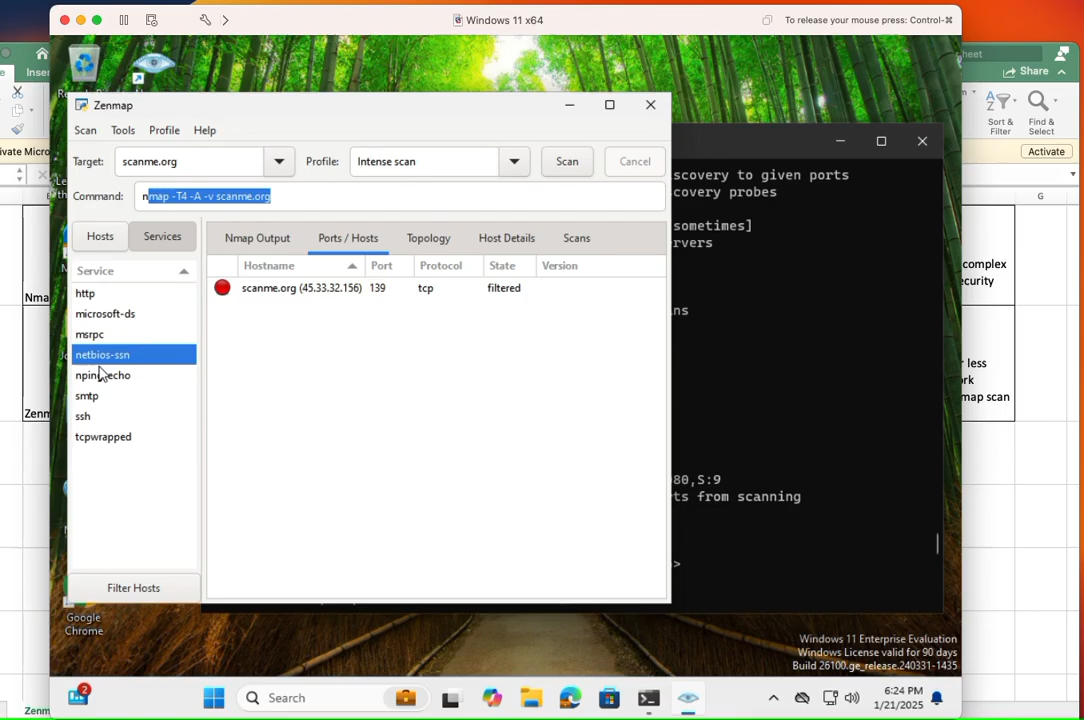 Windows 11 x64
To release your mouse press: Control-⌘
Share
Sort &
Filter
Find &
Select
Activate
G
complex
Nma
Zenm
Zenmap
Scan Tools Profile Help
Target: scanme.org Profile: Intense scan Scan Cancel
Command: nmap -T4 -A -v scanme.org
Hosts Services Nmap Output Ports / Hosts Topology Host Details Scans
Service Hostname Port Protocol State Version
scanme.org (45.33.32.156) 139 tcp filtered
http
microsoft-ds
msrpc
netbios-ssn
smtp
ssh
tcpwrapped
Filter Hosts
scovery to given ports
covery probes
sometimes]
rvers
ns
80,S:9
ts from scanning
>
r less
map scan
Google
Chrome
Windows 11 Enterprise Evaluation
Windows License valid for 90 days
Build 26100.ge_release.240331-1435
2
Search
6:24 PM
1/21/2025
Zenm